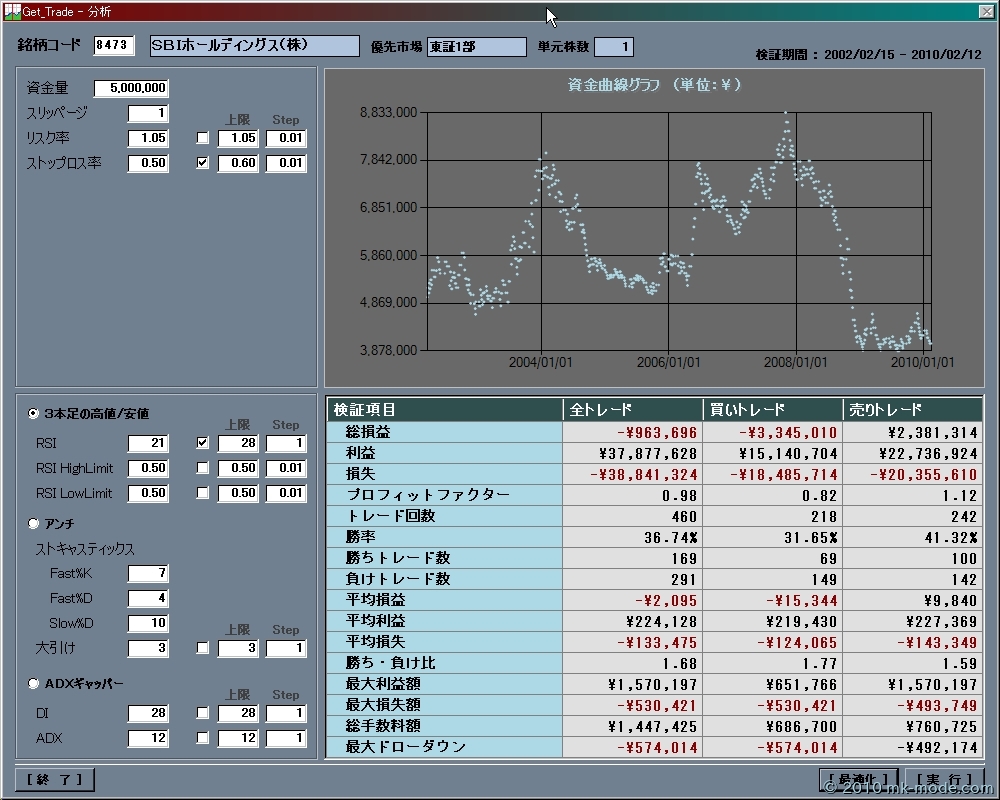 Get_Trade - 分析
銘柄コード 8473 SBIホールディングス(株) 優先市場 東証1部 単元株数 1 検証期間 : 2002/02/15 - 2010/02/12
資金量 5,000,000
スリッページ 1 上限 Step
リスク率 1.05 1.05 0.01
ストップロス率 0.50 0.60 0.01
資金曲線グラフ (単位:¥)
8,833,000
7,842,000
6,851,000
5,860,000
4,869,000
3,878,000
2004/01/01 2006/01/01 2008/01/01 2010/01/01
3本足の高値/安値
上限 Step
RSI 21 28 1
RSI HighLimit 0.50 0.50 0.01
RSI LowLimit 0.50 0.50 0.01
アンチ
ストキャスティックス
Fast%K 7
Fast%D 4
Slow%D 10 上限 Step
大引け 3 3 1
ADXギャッパー 上限 Step
DI 28 28 1
ADX 12 12 1
検証項目 全トレード 買いトレード 売りトレード
総損益 -¥963,696 -¥3,345,010 ¥2,381,314
利益 ¥37,877,628 ¥15,140,704 ¥22,736,924
損失 -¥38,841,324 -¥18,485,714 -¥20,355,610
プロフィットファクター 0.98 0.82 1.12
トレード回数 460 218 242
勝率 36.74% 31.65% 41.32%
勝ちトレード数 169 69 100
負けトレード数 291 149 142
平均損益 -¥2,095 -¥15,344 ¥9,840
平均利益 ¥224,128 ¥219,430 ¥227,369
平均損失 -¥133,475 -¥124,065 -¥143,349
勝ち・負け比 1.68 1.77 1.59
最大利益額 ¥1,570,197 ¥651,766 ¥1,570,197
最大損失額 -¥530,421 -¥530,421 -¥493,749
総手数料額 ¥1,447,425 ¥686,700 ¥760,725
最大ドローダウン -¥574,014 -¥574,014 -¥492,174
[ 終 了 ] [ 最適化 ] [ 実 行 ]
© 2010 mk-mode.com